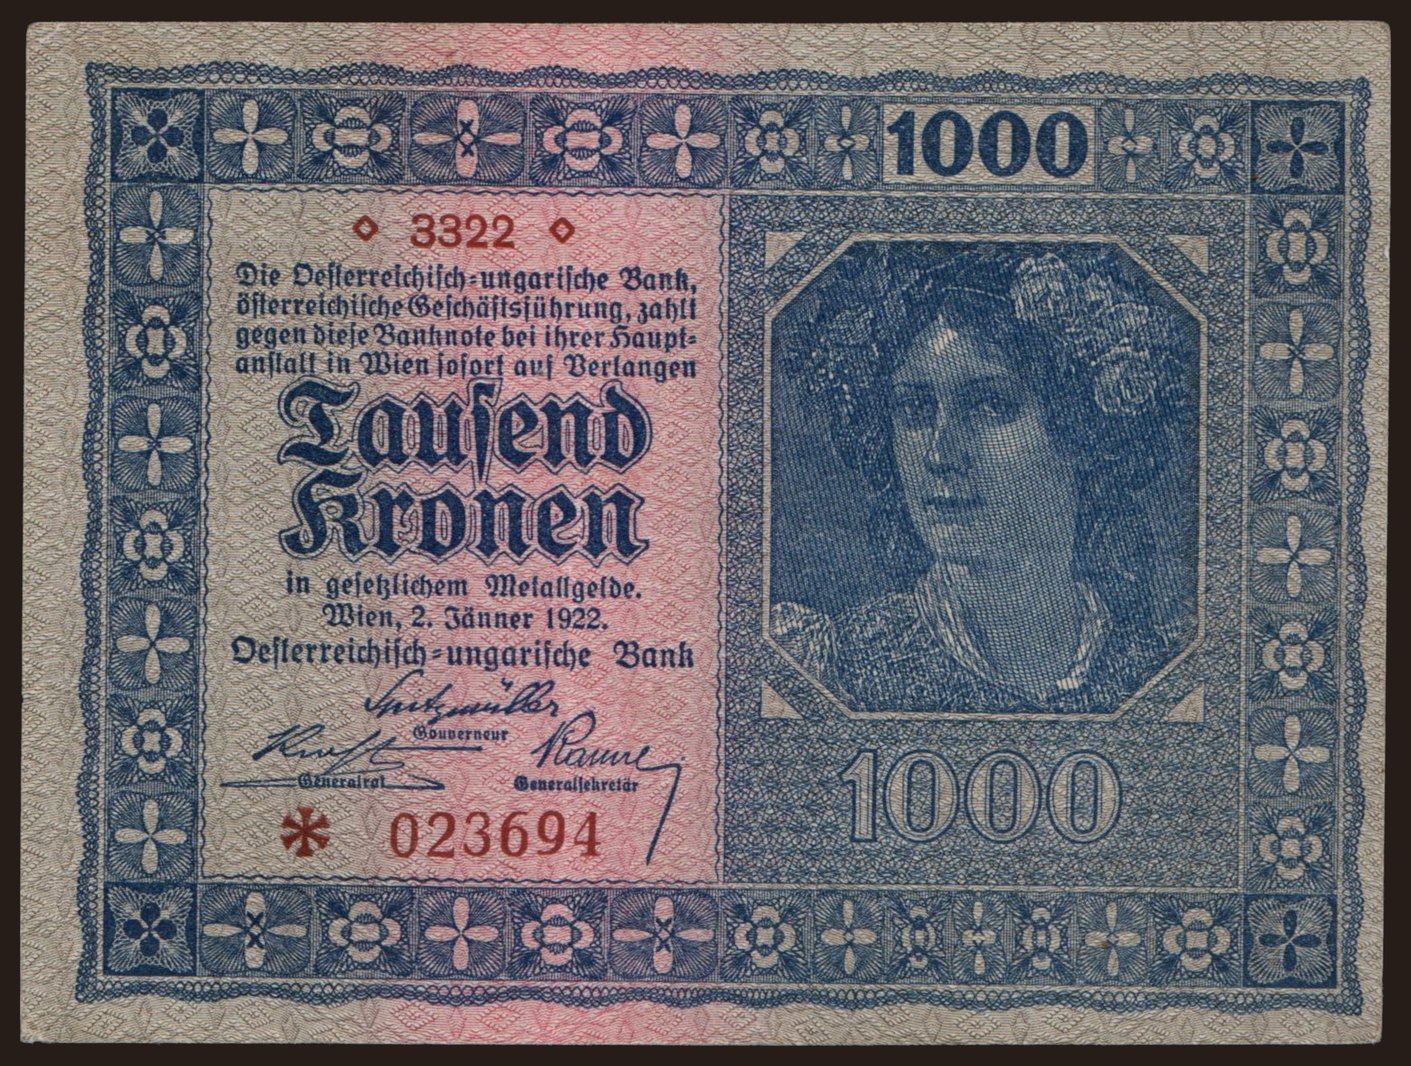 1000
◇ 3322 ◇
Die Oesterreichisch-ungarische Bank,
österreichische Geschäftsführung, zahlt
gegen diese Banknote bei ihrer Haupt-
anstalt in Wien sofort auf Verlangen
Tausend
Kronen
in gesetzlichem Metallgelde.
Wien, 2. Jänner 1922.
Oesterreichisch-ungarische Bank
Spitzmüller
Gouverneur
Generalrat
Generalsekretär
1000
* 023694